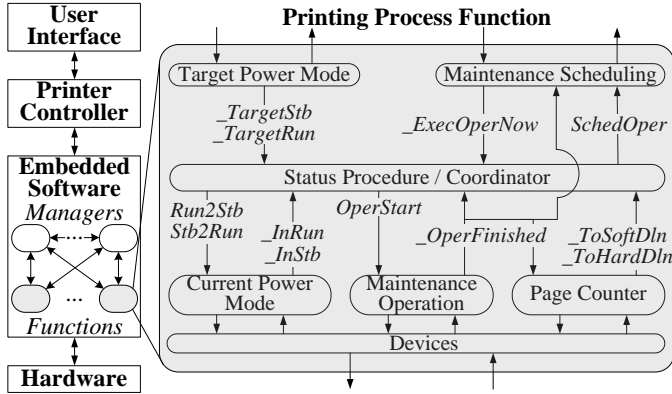 User
Interface
Printer
Controller
Embedded
Software
Managers
...
...
Functions
Hardware
Printing Process Function
Target Power Mode
Maintenance Scheduling
_TargetStb
_TargetRun
_ExecOperNow
SchedOper
Status Procedure / Coordinator
Run2Stb
Stb2Run
_InRun
_InStb
OperStart
_OperFinished
_ToSoftDln
_ToHardDln
Current Power
Mode
Maintenance
Operation
Page Counter
Devices